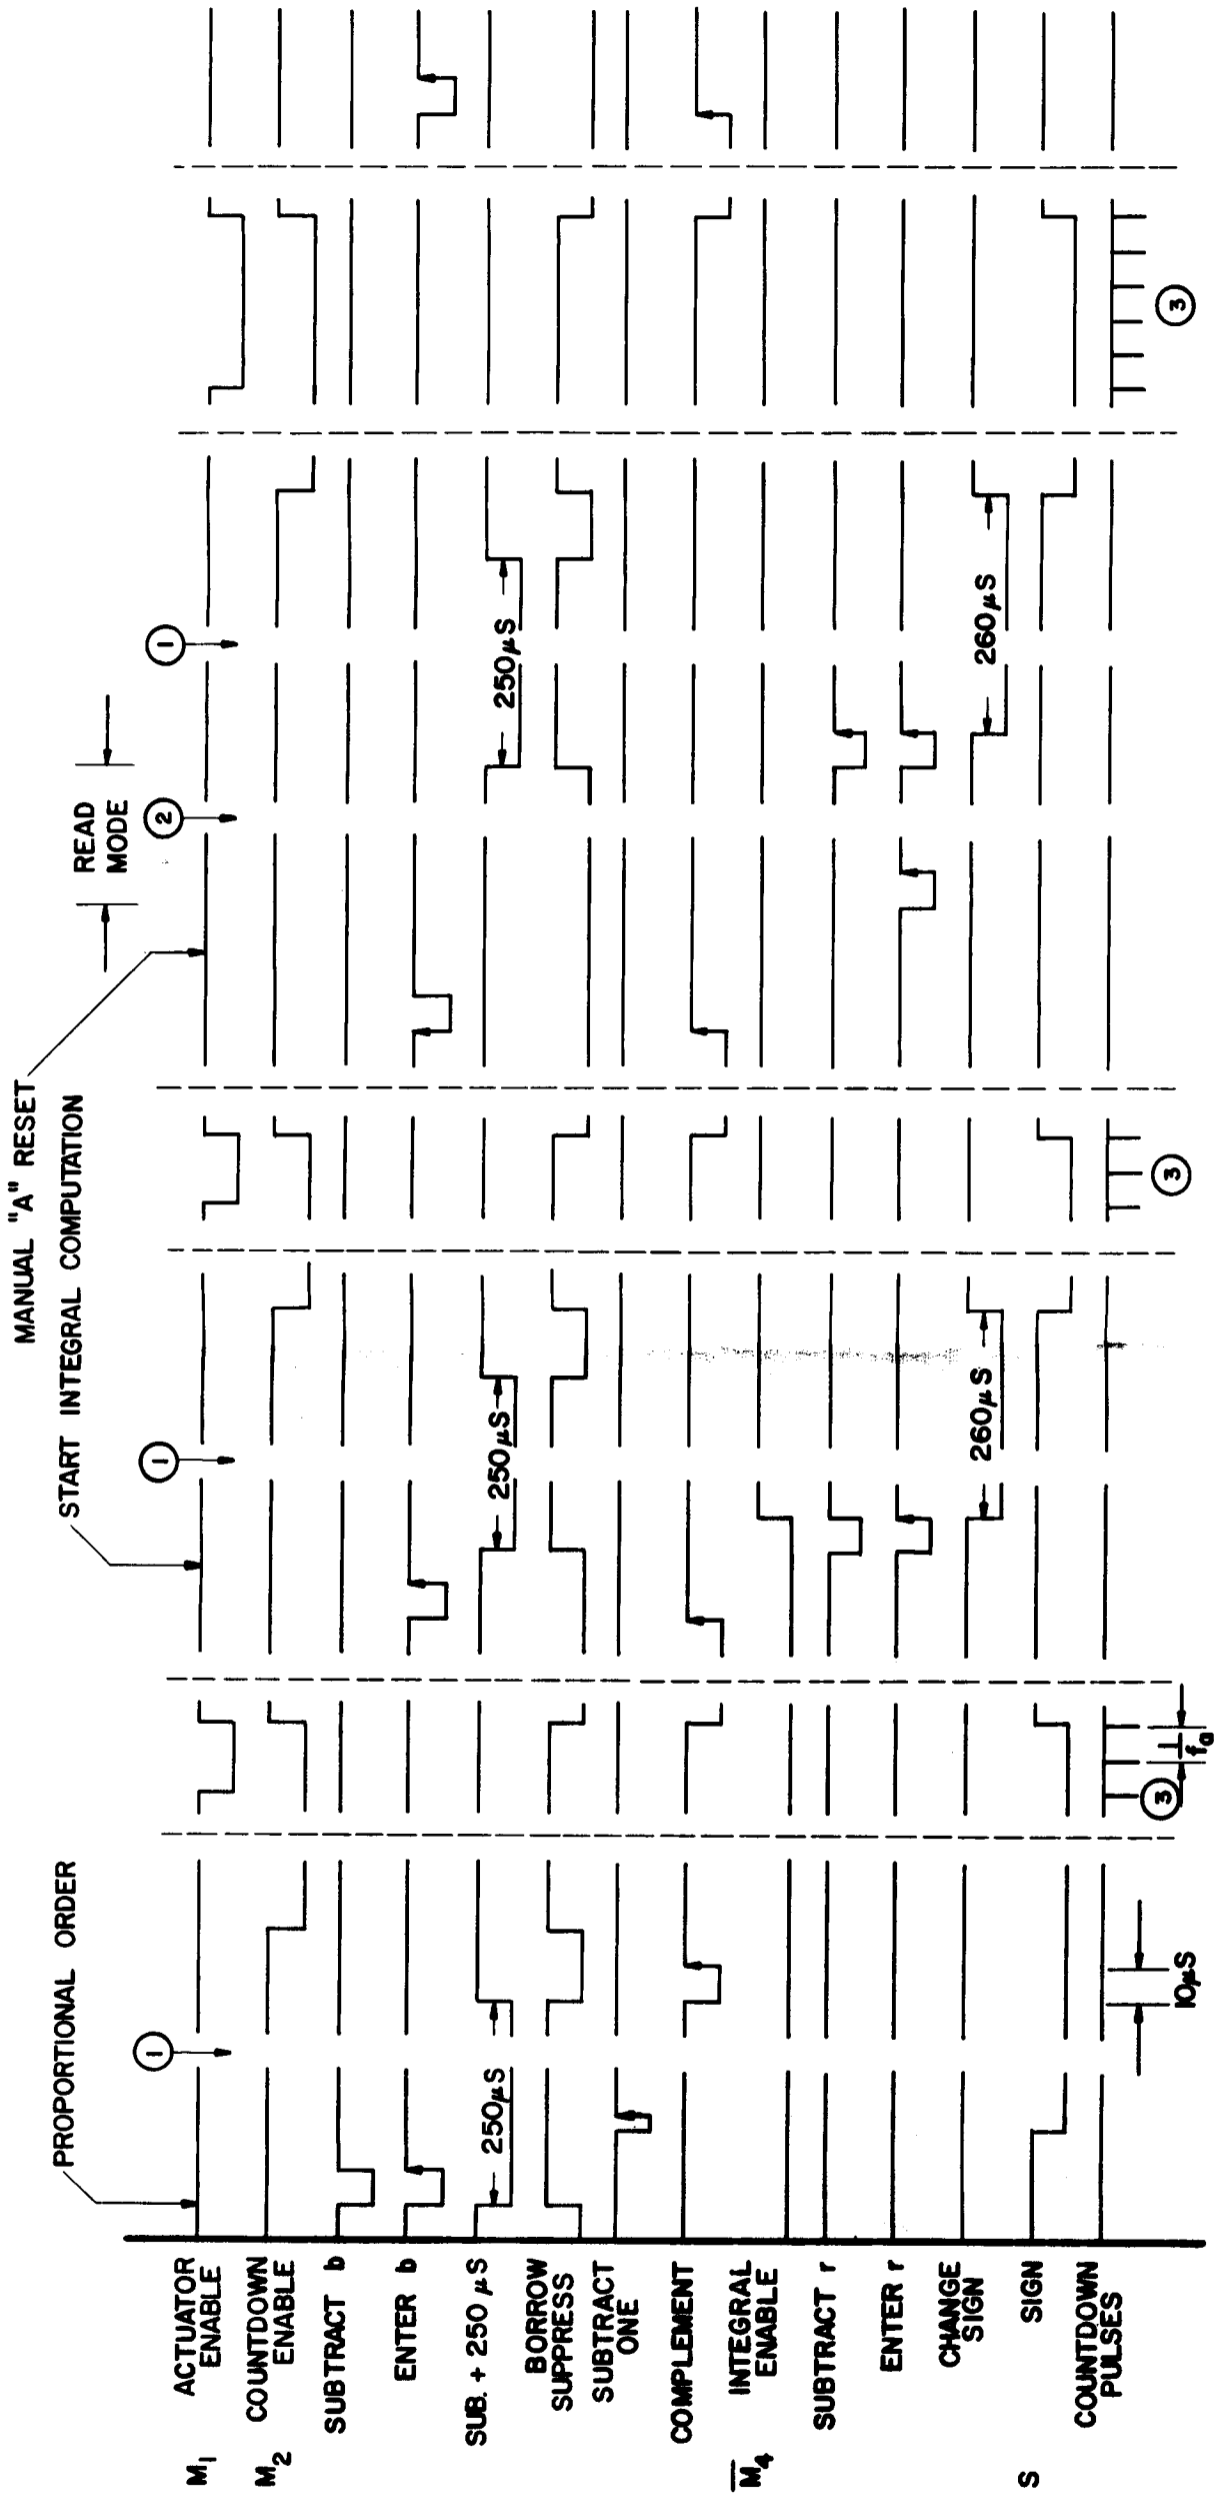 MANUAL "A" RESET
START INTEGRAL COMPUTATION
PROPORTIONAL ORDER
READ
MODE
1
1
2
1
M1 ACTUATOR
ENABLE
M2 COUNTDOWN
ENABLE
SUBTRACT b
ENTER b
SUB. + 250 μS
250μS
250μS
250μS
BORROW
SUPPRESS
SUBTRACT
ONE
COMPLEMENT
M̅4 INTEGRAL
ENABLE
SUBTRACT r
ENTER r
CHANGE
SIGN
260μS
260μS
S SIGN
COUNTDOWN
PULSES
10μS
3
1
fa
3
3